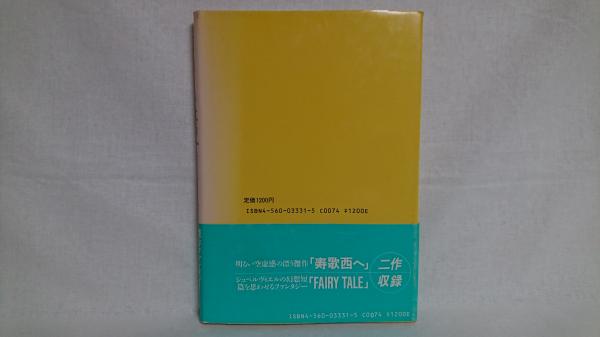 定価1200円
ISBN4-560-03331-5 C0074 ¥1200E
明るい空虚感の漂う傑作「寿歌西へ」
シュペルヴィエルの幻想短
篇を思わせるファンタジー「FAIRY TALE」
二作
収録
ISBN4-560-03331-5 C0074 ¥1200E